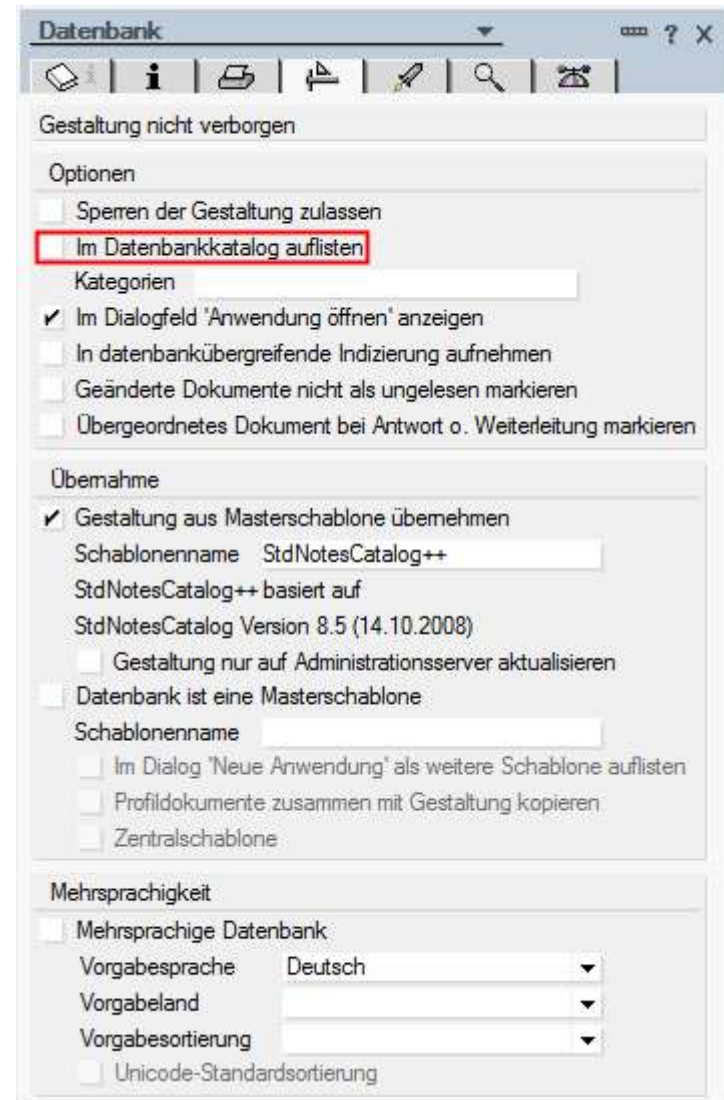 Datenbank
? X
i i
Gestaltung nicht verborgen
Optionen
Sperren der Gestaltung zulassen
Im Datenbankkatalog auflisten
Kategorien
Im Dialogfeld 'Anwendung öffnen' anzeigen
In datenbankübergreifende Indizierung aufnehmen
Geänderte Dokumente nicht als ungelesen markieren
Übergeordnetes Dokument bei Antwort o. Weiterleitung markieren
Übernahme
Gestaltung aus Masterschablone übernehmen
Schablonenname StdNotesCatalog++
StdNotesCatalog++ basiert auf
StdNotesCatalog Version 8.5 (14.10.2008)
Gestaltung nur auf Administrationsserver aktualisieren
Datenbank ist eine Masterschablone
Schablonenname
Im Dialog 'Neue Anwendung' als weitere Schablone auflisten
Profildokumente zusammen mit Gestaltung kopieren
Zentralschablone
Mehrsprachigkeit
Mehrsprachige Datenbank
Vorgabesprache Deutsch
Vorgabeland
Vorgabesortierung
Unicode-Standardsortierung